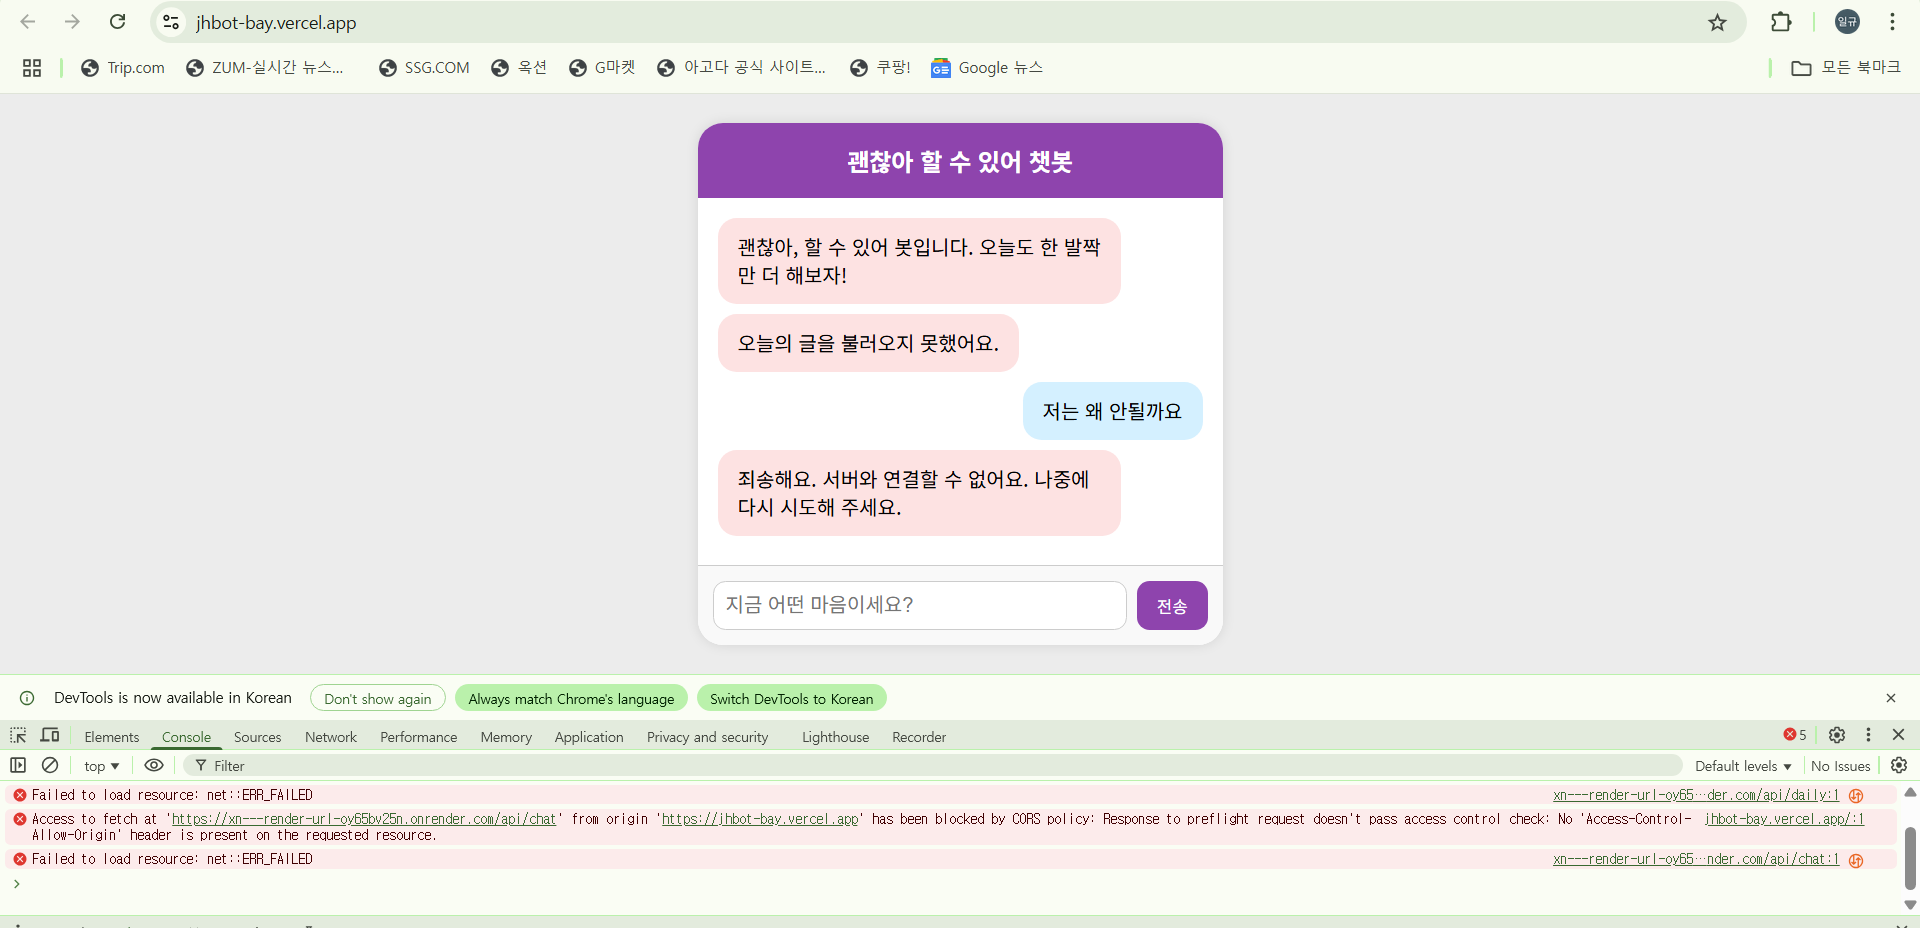 jhbot-bay.vercel.app
일규
Trip.com
ZUM-실시간 뉴스...
SSG.COM
옥션
G마켓
아고다 공식 사이트...
쿠팡!
Google 뉴스
모든 북마크
괜찮아 할 수 있어 챗봇
괜찮아, 할 수 있어 봇입니다. 오늘도 한 발짝
만 더 해보자!
오늘의 글을 불러오지 못했어요.
저는 왜 안될까요
죄송해요. 서버와 연결할 수 없어요. 나중에
다시 시도해 주세요.
지금 어떤 마음이세요?
전송
DevTools is now available in Korean
Don't show again
Always match Chrome's language
Switch DevTools to Korean
Elements
Console
Sources
Network
Performance
Memory
Application
Privacy and security
Lighthouse
Recorder
5
top
Filter
Default levels
No Issues
Failed to load resource: net::ERR_FAILED
xn---render-url-oy65…der.com/api/daily:1
Access to fetch at 'https://xn---render-url-oy65bv25n.onrender.com/api/chat' from origin 'https://jhbot-bay.vercel.app' has been blocked by CORS policy: Response to preflight request doesn't pass access control check: No 'Access-Control-
jhbot-bay.vercel.app/:1
Allow-Origin' header is present on the requested resource.
Failed to load resource: net::ERR_FAILED
xn---render-url-oy65…nder.com/api/chat:1